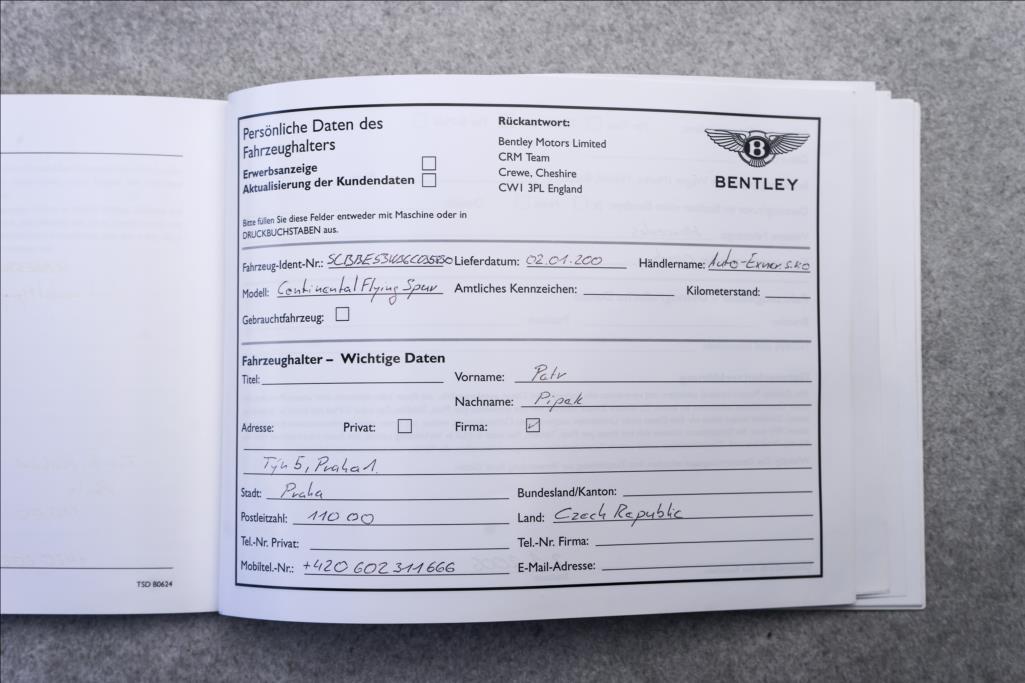 Persönliche Daten des
Fahrzeughalters
Erwerbsanzeige
Aktualisierung der Kundendaten
Bitte füllen Sie diese Felder entweder mit Maschine oder in
DRUCKBUCHSTABEN aus.
Rückantwort:
Bentley Motors Limited
CRM Team
Crewe, Cheshire
CW1 3PL England
B
BENTLEY
Fahrzeug-Ident-Nr.: Lieferdatum: 02.01.200 Händlername: Auto-Exner s.r.o
Modell: Continental Flying Spur Amtliches Kennzeichen: Kilometerstand:
Gebrauchtfahrzeug:
Fahrzeughalter – Wichtige Daten
Titel: Vorname: Petr
Nachname: Pipek
Adresse: Privat: Firma: ✓
Týn 5, Praha 1.
Stadt: Praha Bundesland/Kanton:
Postleitzahl: 110 00 Land: Czech Republic
Tel.-Nr. Privat: Tel.-Nr. Firma:
Mobiltel.-Nr.: +420 602 311 666 E-Mail-Adresse:
TSD B0624